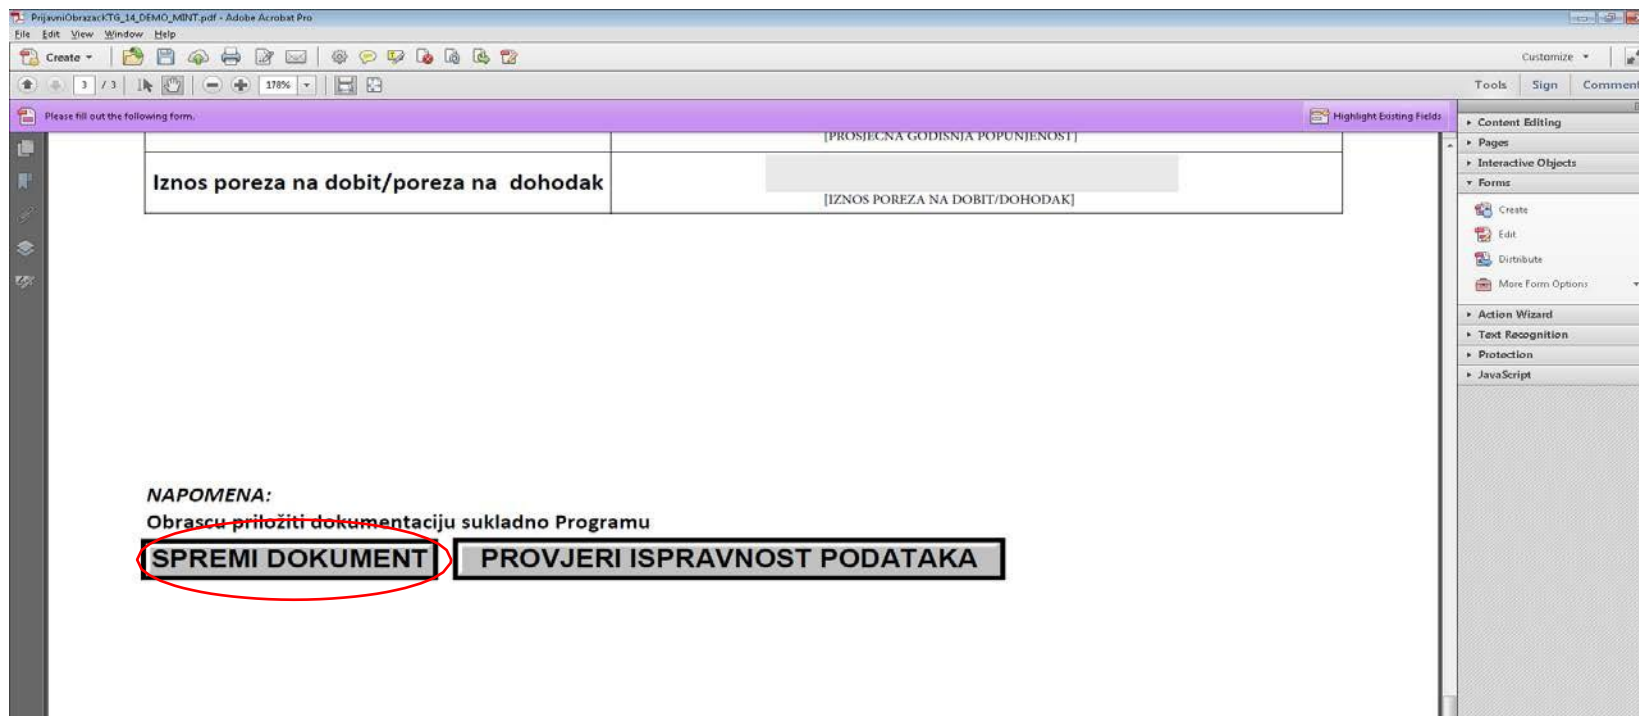 PrijavniObrazacKTG_14_DEMO_MINT.pdf - Adobe Acrobat Pro
File Edit View Window Help
Create
Customize
3 / 3 178% Tools Sign Comment
Please fill out the following form. Highlight Existing Fields
[PROSJEČNA GODIŠNJA POPUNJENOST]
Iznos poreza na dobit/poreza na dohodak
[IZNOS POREZA NA DOBIT/DOHODAK]
Content Editing
Pages
Interactive Objects
Forms
Create
Edit
Distribute
More Form Options
Action Wizard
Text Recognition
Protection
JavaScript
NAPOMENA:
Obrascu priložiti dokumentaciju sukladno Programu
SPREMI DOKUMENT PROVJERI ISPRAVNOST PODATAKA